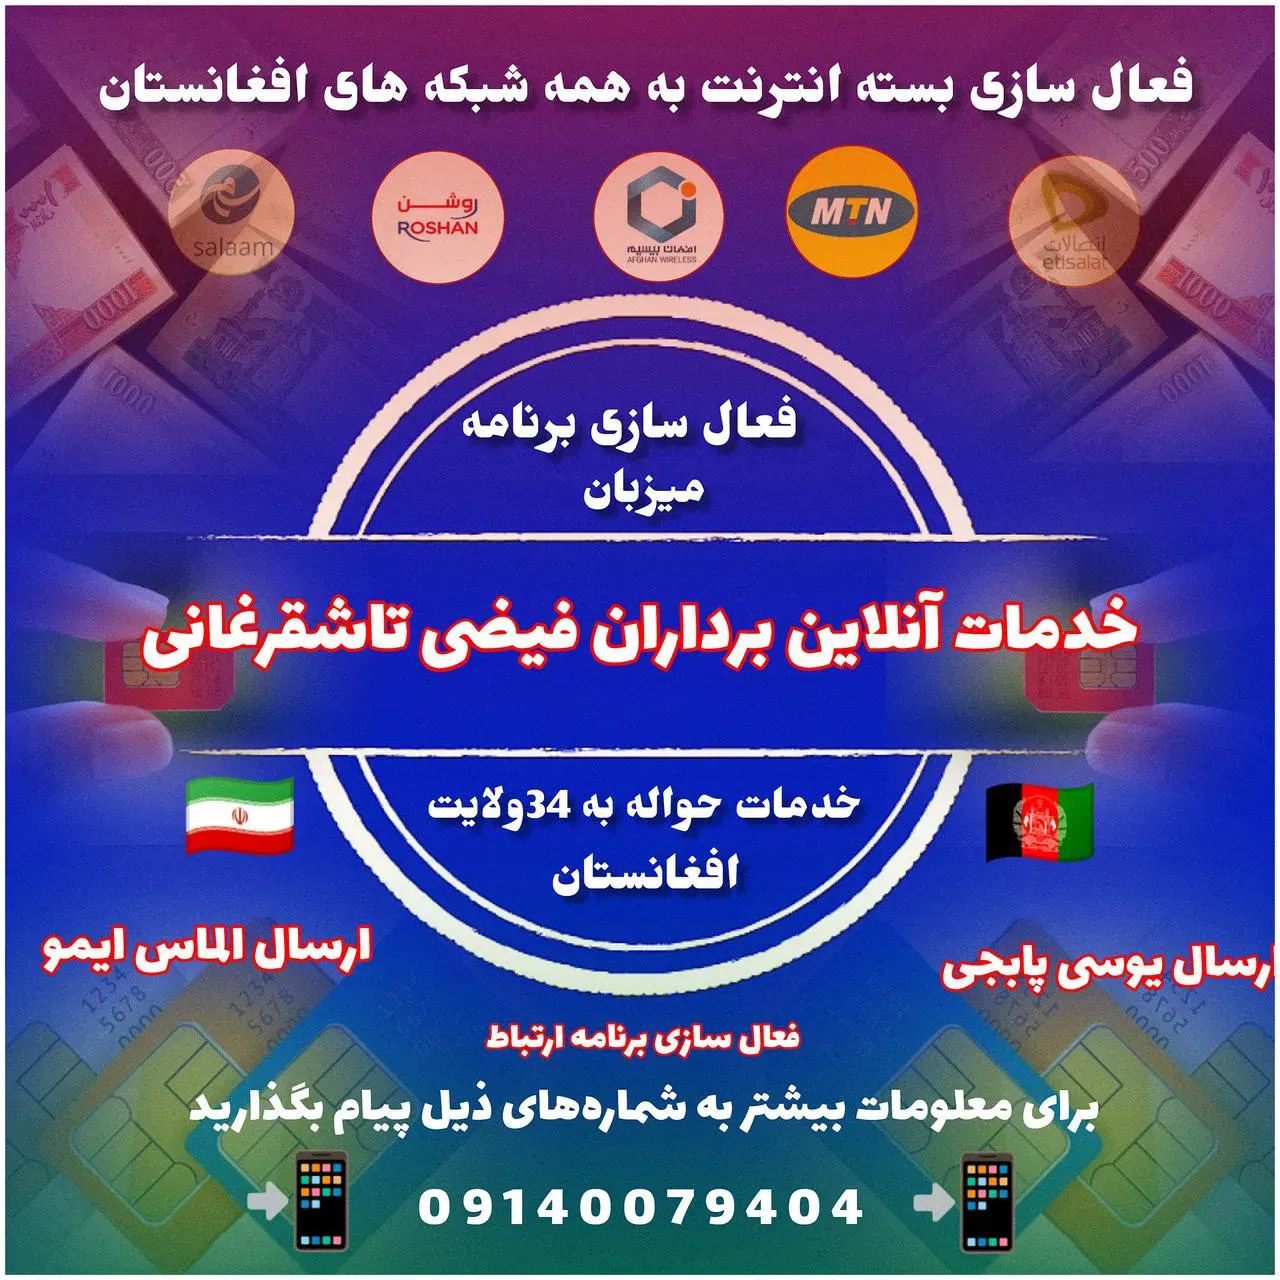 فعال سازی بسته انترنت به همه شبکه های افغانستان
salaam
روشن
ROSHAN
افغان بیسیم
AFGHAN WIRELESS
MTN
اتصالات
etisalat
فعال سازی برنامه
میزبان
خدمات آنلاین برداران فیضی تاشقرغانی
خدمات حواله به 34ولایت
افغانستان
ارسال الماس ایمو
ارسال یوسی پابجی
فعال سازی برنامه ارتباط
برای معلومات بیشتر به شماره‌های ذیل پیام بگذارید
09140079404